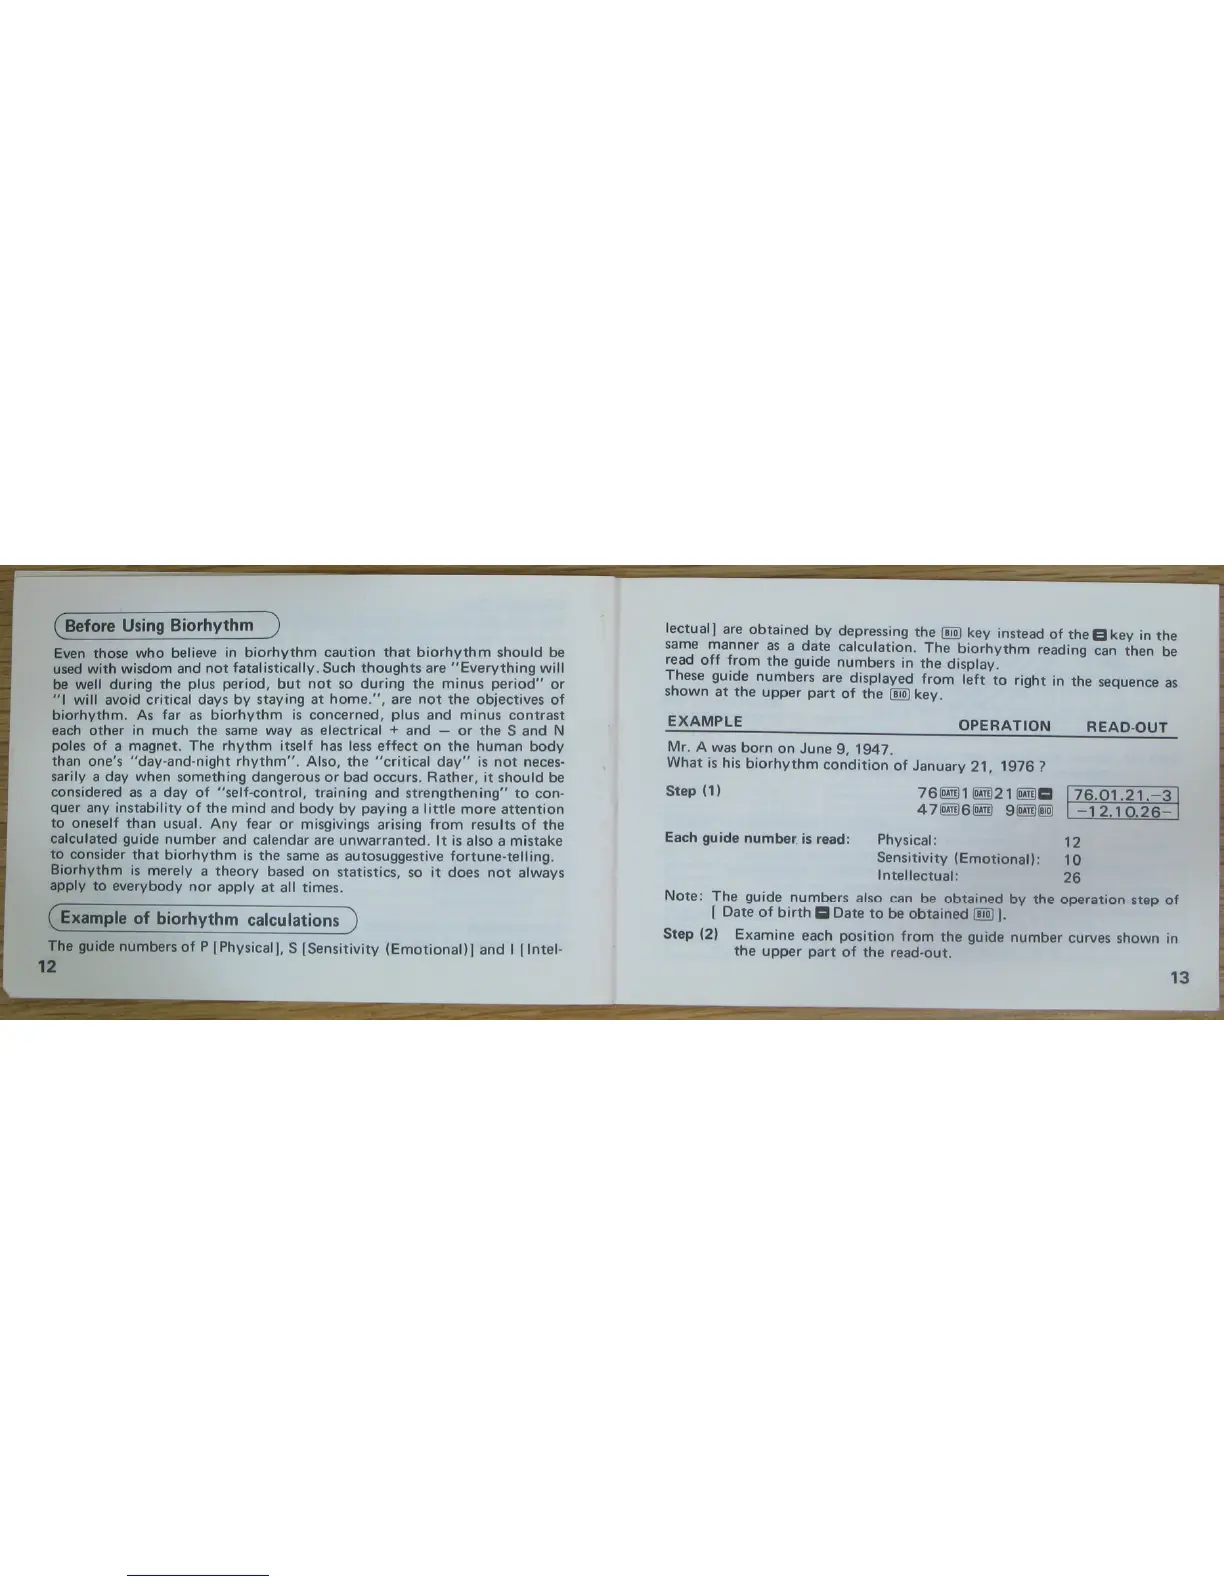 Before Using Biorhythm
Even those who believe in biorhythm caution that biorhythm should be
used with wisdom and not fatalistically. Such thoughts are "Everything will
be well during the plus period, but not so during the minus period" or
"I will avoid critical days by staying at home.", are not the objectives of
biorhythm. As far as biorhythm is concerned, plus and minus contrast
each other in much the same way as electrical + and − or the S and N
poles of a magnet. The rhythm itself has less effect on the human body
than one's "day-and-night rhythm". Also, the "critical day" is not neces-
sarily a day when something dangerous or bad occurs. Rather, it should be
considered as a day of "self-control, training and strengthening" to con-
quer any instability of the mind and body by paying a little more attention
to oneself than usual. Any fear or misgivings arising from results of the
calculated guide number and calendar are unwarranted. It is also a mistake
to consider that biorhythm is the same as autosuggestive fortune-telling.
Biorhythm is merely a theory based on statistics, so it does not always
apply to everybody nor apply at all times.
Example of biorhythm calculations
The guide numbers of P [Physical], S [Sensitivity (Emotional)] and I [Intel-
12
lectual] are obtained by depressing the BIO key instead of the = key in the
same manner as a date calculation. The biorhythm reading can then be
read off from the guide numbers in the display.
These guide numbers are displayed from left to right in the sequence as
shown at the upper part of the BIO key.
EXAMPLE OPERATION READ-OUT
Mr. A was born on June 9, 1947.
What is his biorhythm condition of January 21, 1976 ?
Step (1) 76 DATE 1 DATE 21 DATE − 76.01.21.−3
47 DATE 6 DATE 9 DATE BIO −12.10.26−
Each guide number is read: Physical: 12
Sensitivity (Emotional): 10
Intellectual: 26
Note: The guide numbers also can be obtained by the operation step of
[ Date of birth − Date to be obtained BIO ].
Step (2) Examine each position from the guide number curves shown in
the upper part of the read-out.
13